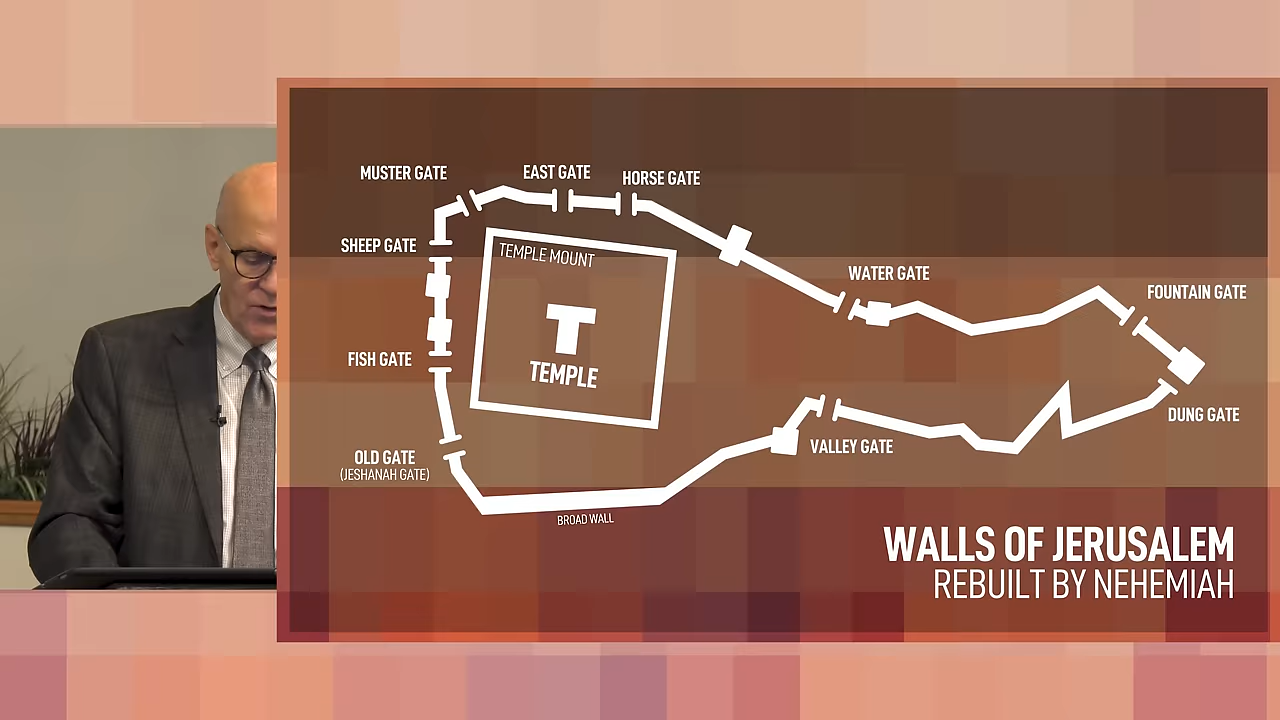 MUSTER GATE
EAST GATE
HORSE GATE
SHEEP GATE
TEMPLE MOUNT
WATER GATE
FOUNTAIN GATE
T
TEMPLE
FISH GATE
DUNG GATE
VALLEY GATE
OLD GATE
(JESHANAH GATE)
BROAD WALL
WALLS OF JERUSALEM
REBUILT BY NEHEMIAH